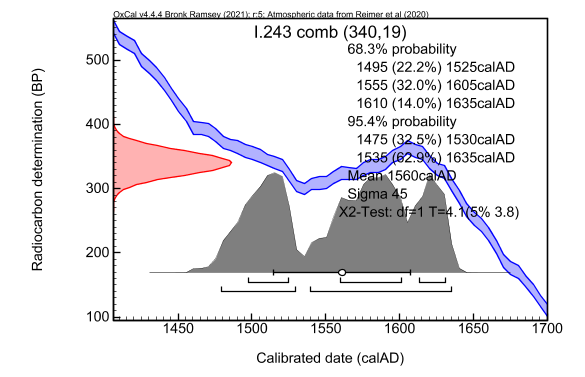 OxCal v4.4.4 Bronk Ramsey (2021); r:5; Atmospheric data from Reimer et al (2020)
I.243 comb (340,19)
68.3% probability
1495 (22.2%) 1525calAD
1555 (32.0%) 1605calAD
1610 (14.0%) 1635calAD
95.4% probability
1475 (32.5%) 1530calAD
1535 (62.9%) 1635calAD
Mean 1560calAD
Sigma 45
X2-Test: df=1 T=4.1(5% 3.8)
Radiocarbon determination (BP)
500
400
300
200
100
1450 1500 1550 1600 1650 1700
Calibrated date (calAD)